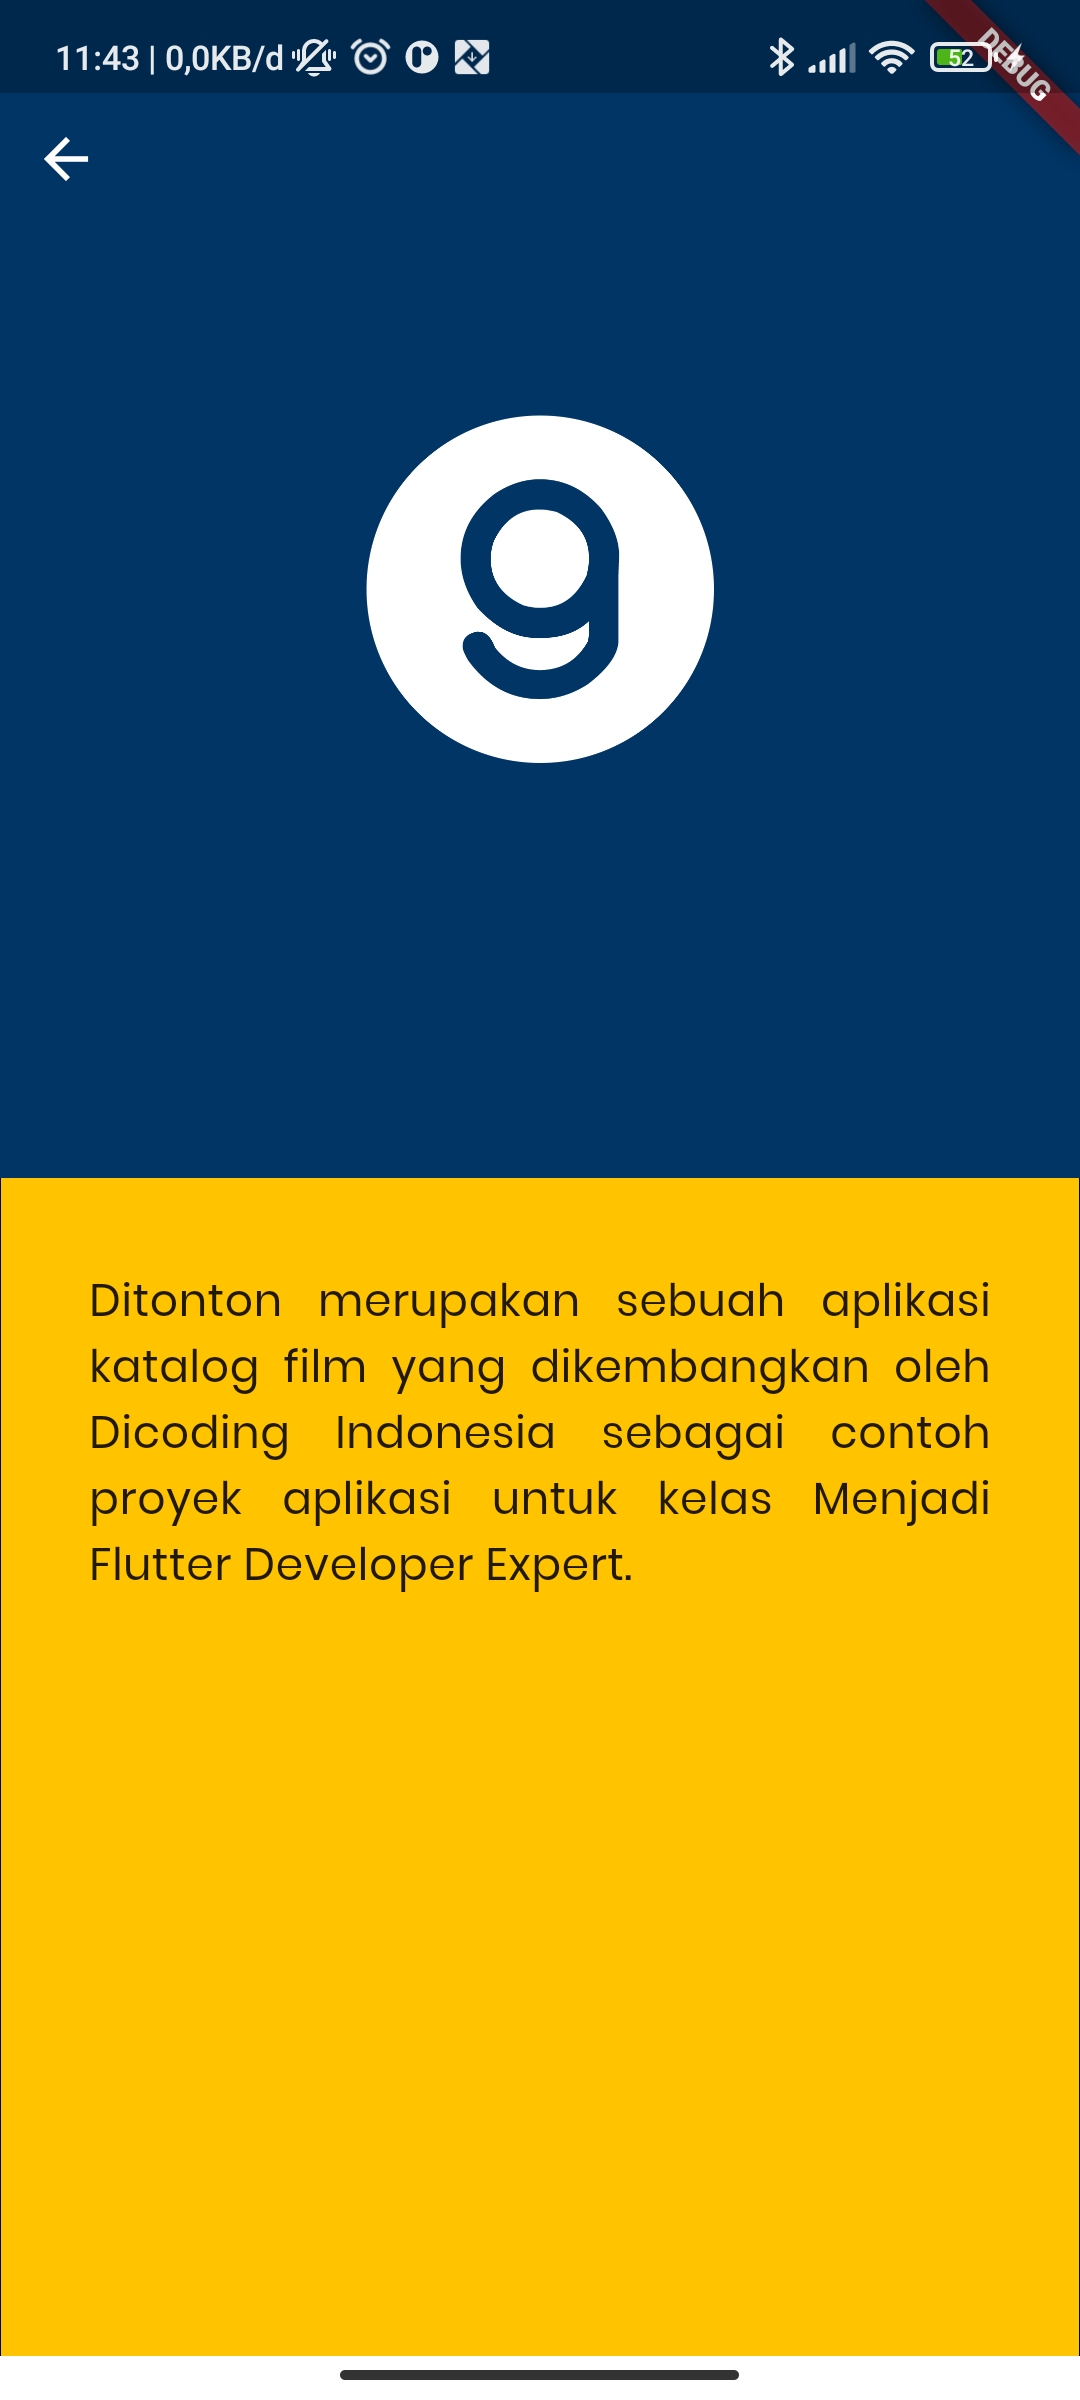 11:43 | 0,0KB/d
52
DEBUG
g
Ditonton merupakan sebuah aplikasi
katalog film yang dikembangkan oleh
Dicoding Indonesia sebagai contoh
proyek aplikasi untuk kelas Menjadi
Flutter Developer Expert.